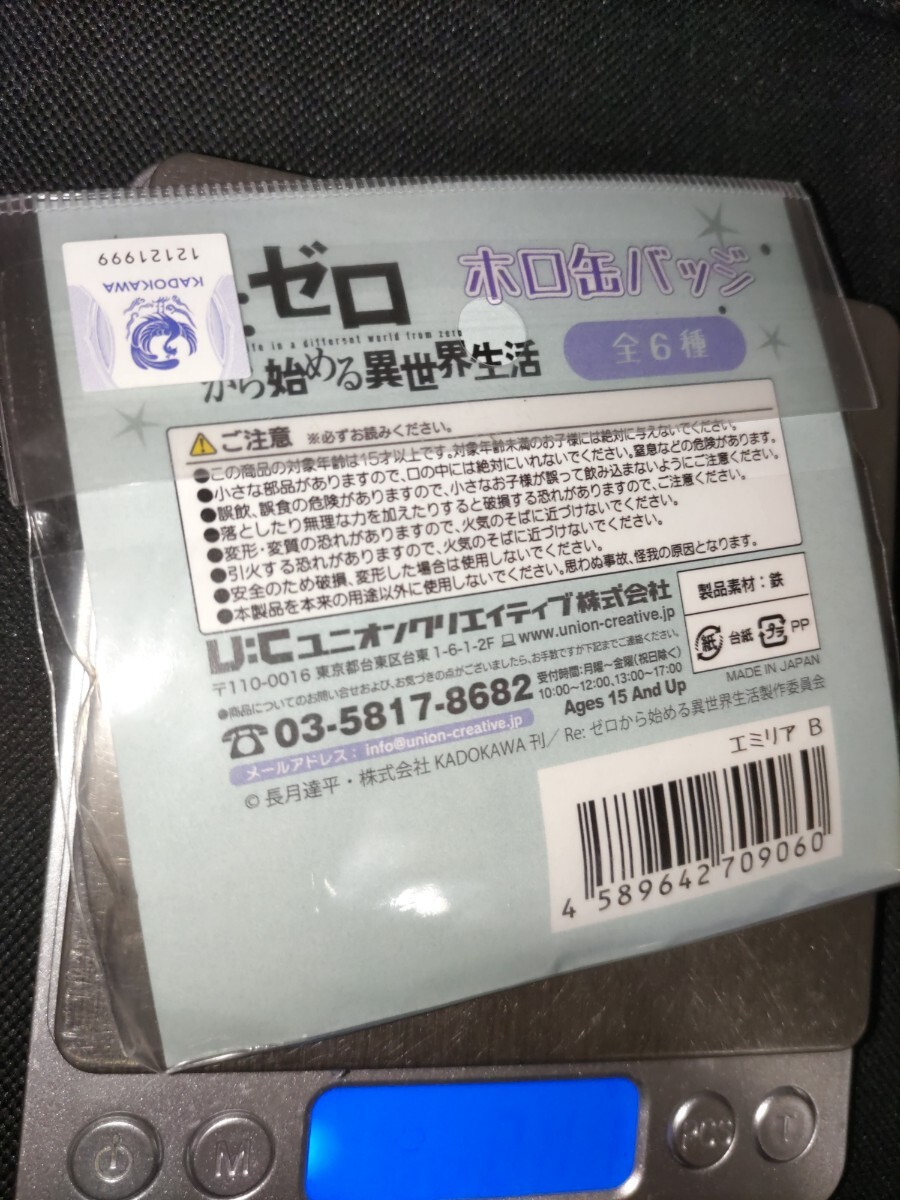 12121999
KADOKAWA
:ゼロ
ホロ缶バッジ
life in a different world from zero
から始める異世界生活
全6種
ご注意 ※必ずお読みください。
●この商品の対象年齢は15才以上です。対象年齢未満のお子様には絶対に与えないでください。
●小さな部品がありますので、口の中には絶対にいれないでください。窒息などの危険があります。
●誤飲、誤食の危険がありますので、小さなお子様が誤って飲み込まないようにご注意ください。
●落としたり無理な力を加えたりすると破損する恐れがありますので、ご注意ください。
●変形・変質の恐れがありますので、火気のそばに近づけないでください。
●引火する恐れがありますので、火気のそばに近づけないでください。
●安全のため破損、変形した場合は使用しないでください。
●本製品を本来の用途以外に使用しないでください。思わぬ事故、怪我の原因となります。
U:C ユニオンクリエイティブ株式会社
〒110-0016 東京都台東区台東 1-6-1-2F www.union-creative.jp
●商品についてのお問い合せおよび、お気づきの点がございましたら、お手数ですが下記までご連絡ください。
03-5817-8682
受付時間:月曜~金曜(祝日除く)
10:00~12:00、13:00~17:00
Ages 15 And Up
メールアドレス: info@union-creative.jp
製品素材:鉄
紙 台紙 プラ PP
MADE IN JAPAN
© 長月達平・株式会社 KADOKAWA 刊/Re: ゼロから始める異世界生活製作委員会
エミリア B
4 589642 709060
M
PCS
T